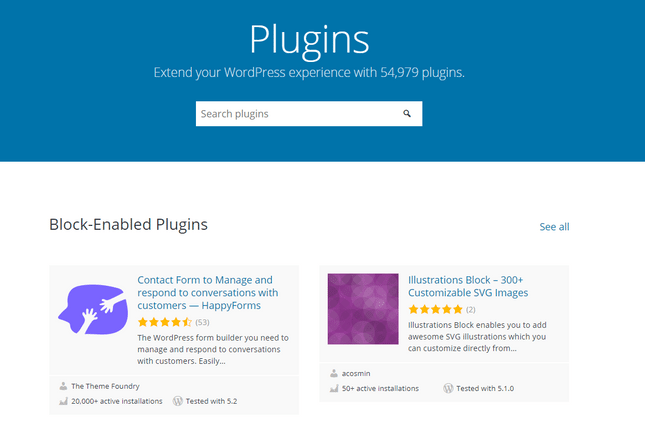 Plugins
Extend your WordPress experience with 54,979 plugins.
Search plugins
Block-Enabled Plugins
See all
Contact Form to Manage and
respond to conversations with
customers — HappyForms
(53)
The WordPress form builder you need to
manage and respond to conversations
with customers. Easily...
The Theme Foundry
20,000+ active installations
Tested with 5.2
Illustrations Block – 300+
Customizable SVG Images
(2)
Illustrations Block enables you to add
awesome SVG illustrations which you
can customize directly from...
acosmin
50+ active installations
Tested with 5.1.0